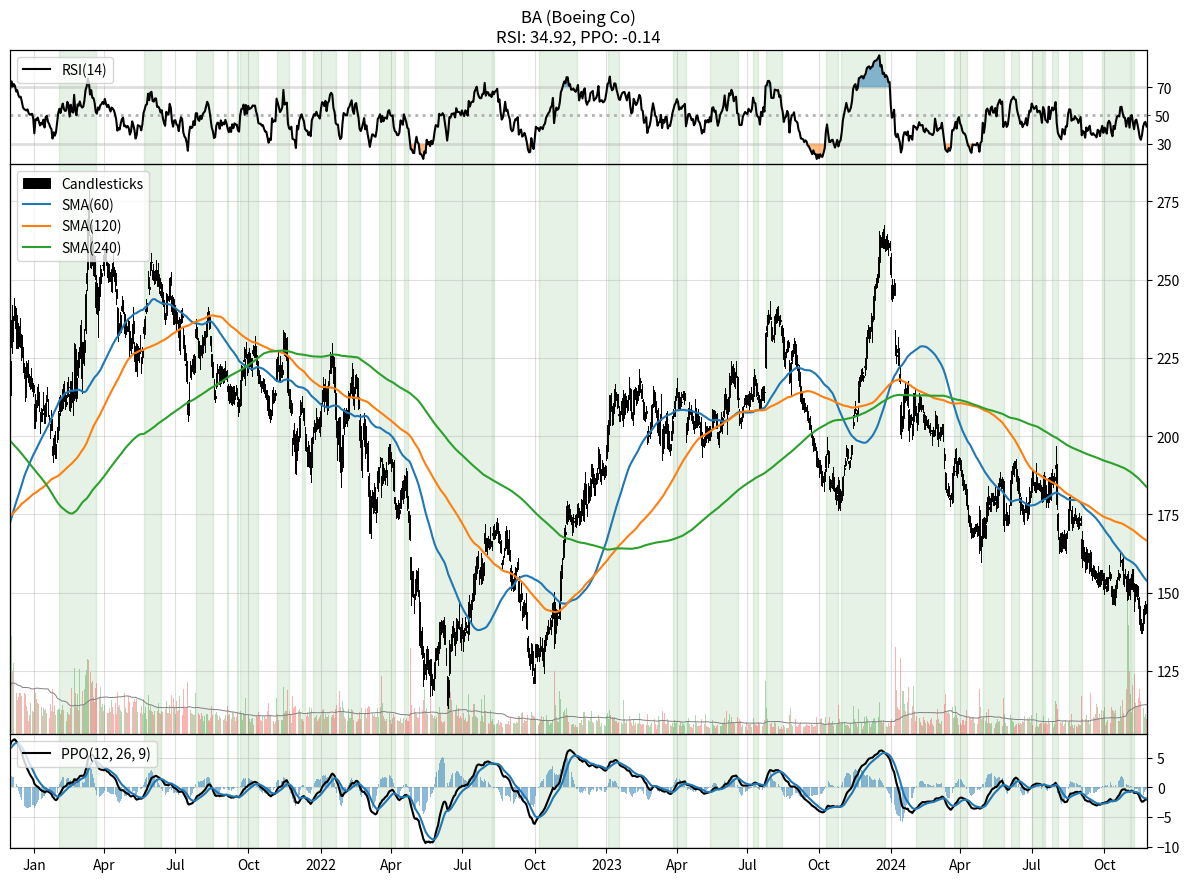 BA (Boeing Co)
RSI: 34.92, PPO: -0.14
RSI(14)
70
50
30
Candlesticks
SMA(60)
SMA(120)
SMA(240)
275
250
225
200
175
150
125
PPO(12, 26, 9)
5
0
−5
−10
Jan Apr Jul Oct 2022 Apr Jul Oct 2023 Apr Jul Oct 2024 Apr Jul Oct